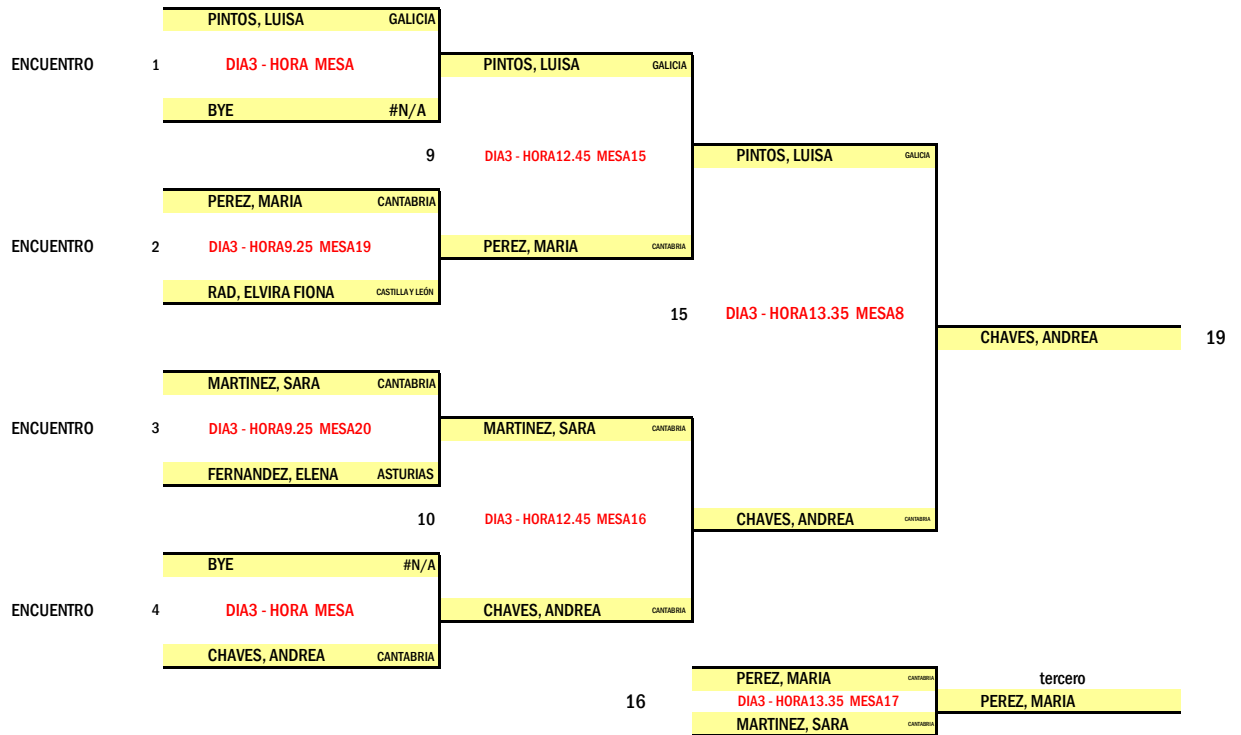 PINTOS, LUISA GALICIA
ENCUENTRO 1 DIA3 - HORA MESA PINTOS, LUISA GALICIA
BYE #N/A
9 DIA3 - HORA12.45 MESA15 PINTOS, LUISA GALICIA
PEREZ, MARIA CANTABRIA
ENCUENTRO 2 DIA3 - HORA9.25 MESA19 PEREZ, MARIA CANTABRIA
RAD, ELVIRA FIONA CASTILLA Y LEÓN
15 DIA3 - HORA13.35 MESA8
CHAVES, ANDREA 19
MARTINEZ, SARA CANTABRIA
ENCUENTRO 3 DIA3 - HORA9.25 MESA20 MARTINEZ, SARA CANTABRIA
FERNANDEZ, ELENA ASTURIAS
10 DIA3 - HORA12.45 MESA16 CHAVES, ANDREA CANTABRIA
BYE #N/A
ENCUENTRO 4 DIA3 - HORA MESA CHAVES, ANDREA CANTABRIA
CHAVES, ANDREA CANTABRIA
PEREZ, MARIA CANTABRIA tercero
16 DIA3 - HORA13.35 MESA17 PEREZ, MARIA
MARTINEZ, SARA CANTABRIA